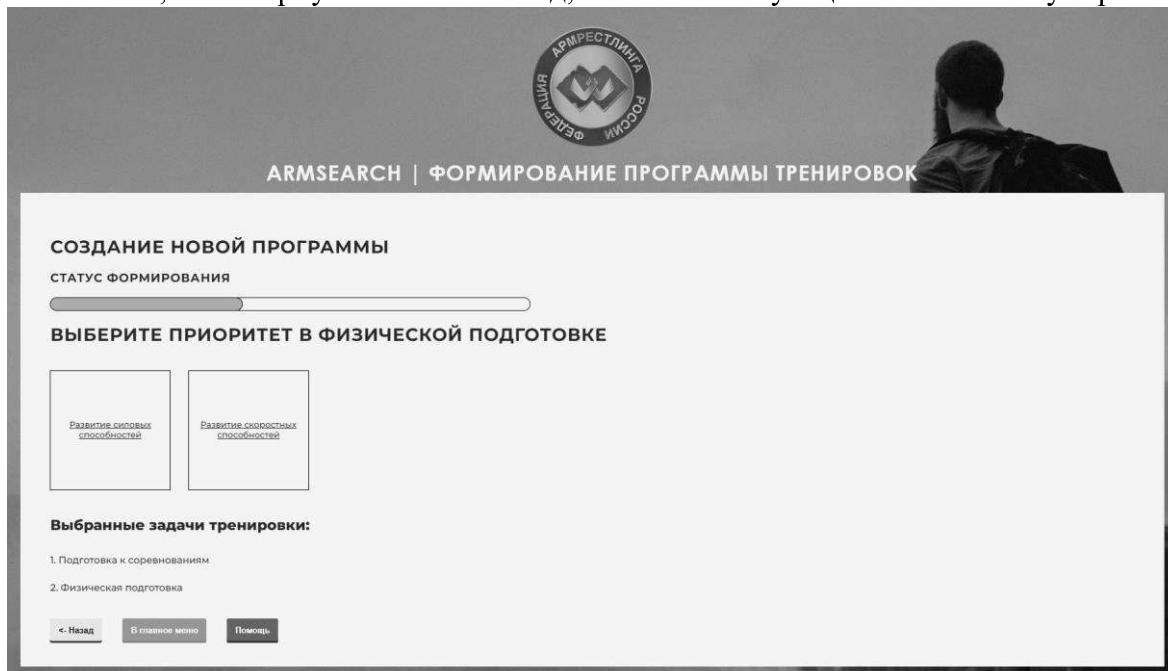 ФЕДЕРАЦИЯ АРМРЕСТЛИНГА РОССИИ
ARMSEARCH | ФОРМИРОВАНИЕ ПРОГРАММЫ ТРЕНИРОВОК
СОЗДАНИЕ НОВОЙ ПРОГРАММЫ
СТАТУС ФОРМИРОВАНИЯ
ВЫБЕРИТЕ ПРИОРИТЕТ В ФИЗИЧЕСКОЙ ПОДГОТОВКЕ
Развитие силовых
способностей
Развитие скоростных
способностей
Выбранные задачи тренировки:
1. Подготовка к соревнованиям
2. Физическая подготовка
<- Назад
В главное меню
Помощь